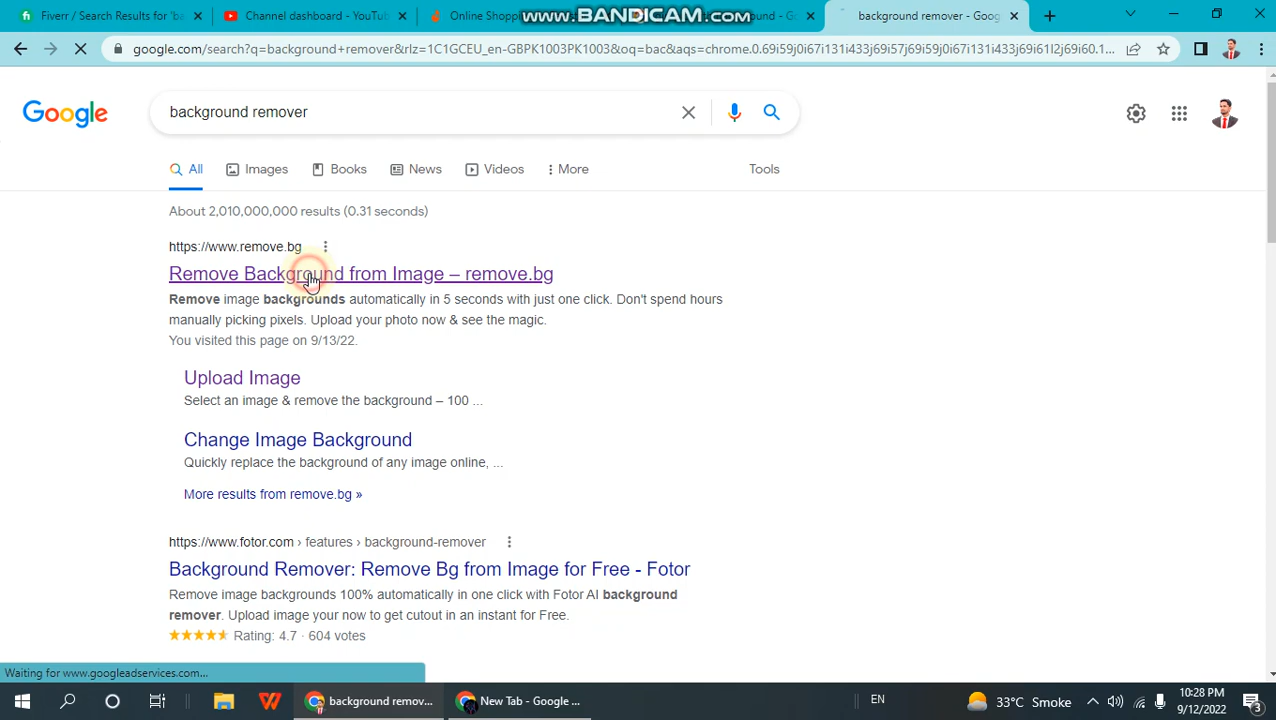 Fiverr / Search Results for 'ba
Channel dashboard - YouTu
Online Shopp
www.BANDICAM.com
ound - G
background remover - Goog
google.com/search?q=background+remover&rlz=1C1GCEU_en-GBPK1003PK1003&oq=bac&aqs=chrome.0.69i59j0i67i131i433j69i57j69i59j0i67i131i433j69i61l2j69i60.1...
Google
background remover
All
Images
Books
News
Videos
More
Tools
About 2,010,000,000 results (0.31 seconds)
https://www.remove.bg
Remove Background from Image – remove.bg
Remove image backgrounds automatically in 5 seconds with just one click. Don't spend hours
manually picking pixels. Upload your photo now & see the magic.
You visited this page on 9/13/22.
Upload Image
Select an image & remove the background – 100 ...
Change Image Background
Quickly replace the background of any image online, ...
More results from remove.bg »
https://www.fotor.com › features › background-remover
Background Remover: Remove Bg from Image for Free - Fotor
Remove image backgrounds 100% automatically in one click with Fotor AI background
remover. Upload image your now to get cutout in an instant for Free.
Rating: 4.7 · 604 votes
Waiting for www.googleadservices.com...
background remov...
New Tab - Google ...
EN
33°C Smoke
10:28 PM
9/12/2022
3